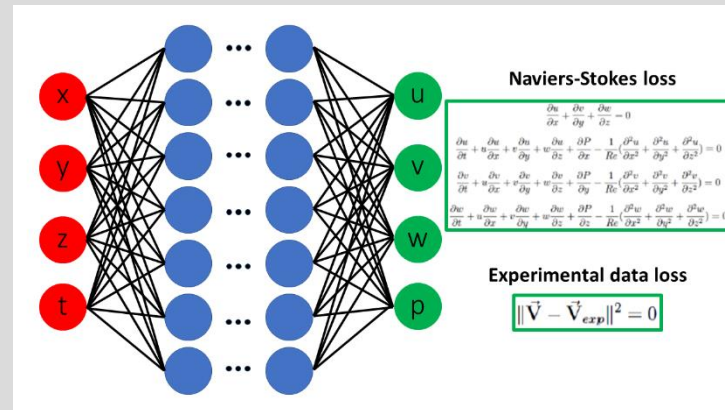 x
y
z
t
...
...
...
...
...
...
...
u
v
w
p
Naviers-Stokes loss
∂u/∂x + ∂v/∂y + ∂w/∂z = 0
∂u/∂t + u ∂u/∂x + v ∂u/∂y + w ∂u/∂z + ∂P/∂x − 1/Re (∂²u/∂x² + ∂²u/∂y² + ∂²u/∂z²) = 0
∂v/∂t + u ∂v/∂x + v ∂v/∂y + w ∂v/∂z + ∂P/∂y − 1/Re (∂²v/∂x² + ∂²v/∂y² + ∂²v/∂z²) = 0
∂w/∂t + u ∂w/∂x + v ∂w/∂y + w ∂w/∂z + ∂P/∂z − 1/Re (∂²w/∂x² + ∂²w/∂y² + ∂²w/∂z²) = 0
Experimental data loss
‖V⃗ − V⃗exp‖² = 0